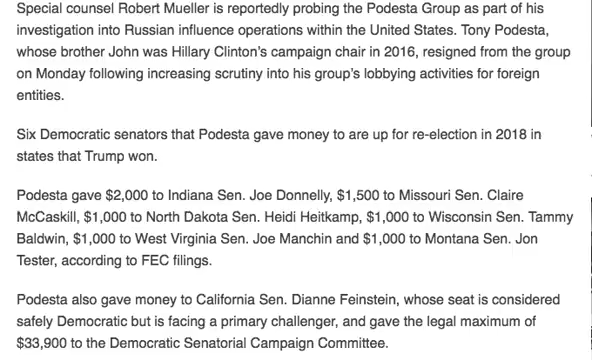 Special counsel Robert Mueller is reportedly probing the Podesta Group as part of his
investigation into Russian influence operations within the United States. Tony Podesta,
whose brother John was Hillary Clinton’s campaign chair in 2016, resigned from the group
on Monday following increasing scrutiny into his group’s lobbying activities for foreign
entities.
Six Democratic senators that Podesta gave money to are up for re-election in 2018 in
states that Trump won.
Podesta gave $2,000 to Indiana Sen. Joe Donnelly, $1,500 to Missouri Sen. Claire
McCaskill, $1,000 to North Dakota Sen. Heidi Heitkamp, $1,000 to Wisconsin Sen. Tammy
Baldwin, $1,000 to West Virginia Sen. Joe Manchin and $1,000 to Montana Sen. Jon
Tester, according to FEC filings.
Podesta also gave money to California Sen. Dianne Feinstein, whose seat is considered
safely Democratic but is facing a primary challenger, and gave the legal maximum of
$33,900 to the Democratic Senatorial Campaign Committee.